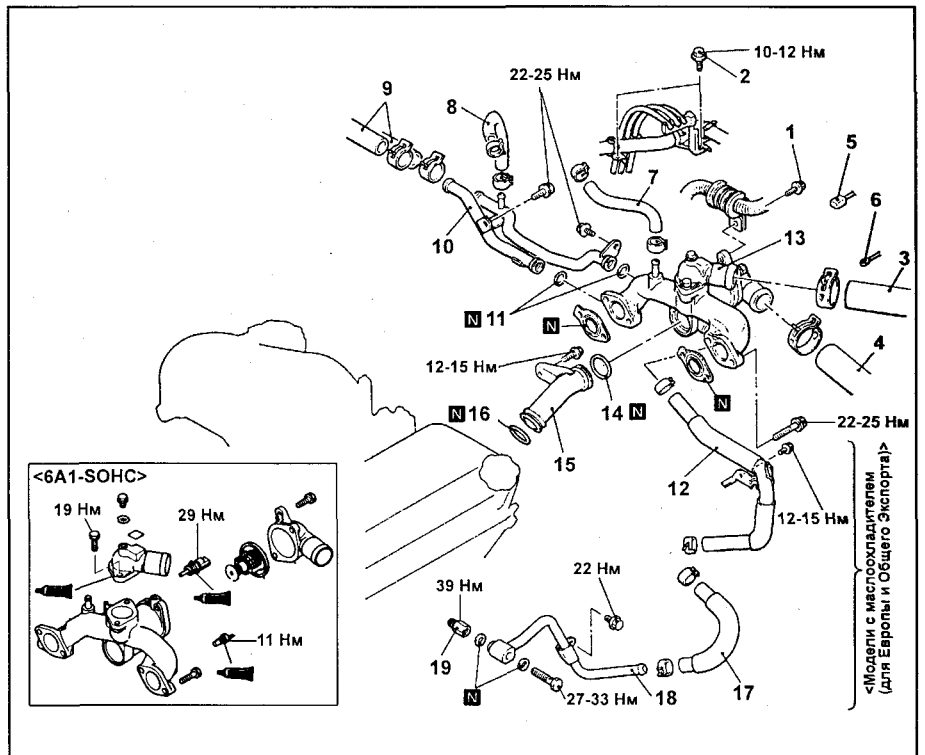 10-12 Нм
2
22-25 Нм
9
8
1
5
7
6
10
13
3
N 11
N
4
12-15 Нм
14 N
N
N 16
15
22-25 Нм
12
12-15 Нм
<6A1-SOHC>
19 Нм
29 Нм
11 Нм
22 Нм
39 Нм
19
N
27-33 Нм
18
17
<Модели с маслоохладителем
(для Европы и Общего Экспорта)>